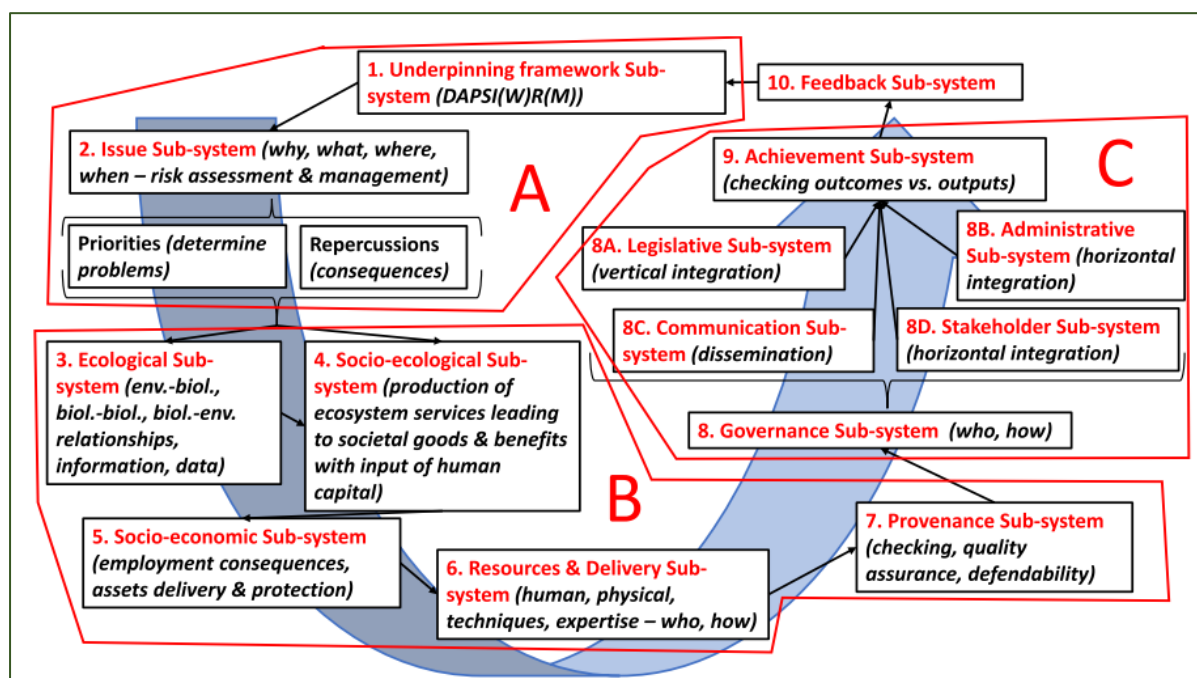 1. Underpinning framework Sub-
system (DAPSI(W)R(M))
10. Feedback Sub-system
2. Issue Sub-system (why, what, where,
when – risk assessment & management)
A
Priorities (determine
problems)
Repercussions
(consequences)
9. Achievement Sub-system
(checking outcomes vs. outputs)
C
8A. Legislative Sub-system
(vertical integration)
8B. Administrative
Sub-system (horizontal
integration)
8C. Communication Sub-
system (dissemination)
8D. Stakeholder Sub-system
(horizontal integration)
3. Ecological Sub-
system (env.-biol.,
biol.-biol., biol.-env.
relationships,
information, data)
4. Socio-ecological Sub-
system (production of
ecosystem services leading
to societal goods & benefits
with input of human
capital)
B
8. Governance Sub-system (who, how)
5. Socio-economic Sub-system
(employment consequences,
assets delivery & protection)
6. Resources & Delivery Sub-
system (human, physical,
techniques, expertise – who, how)
7. Provenance Sub-system
(checking, quality
assurance, defendability)